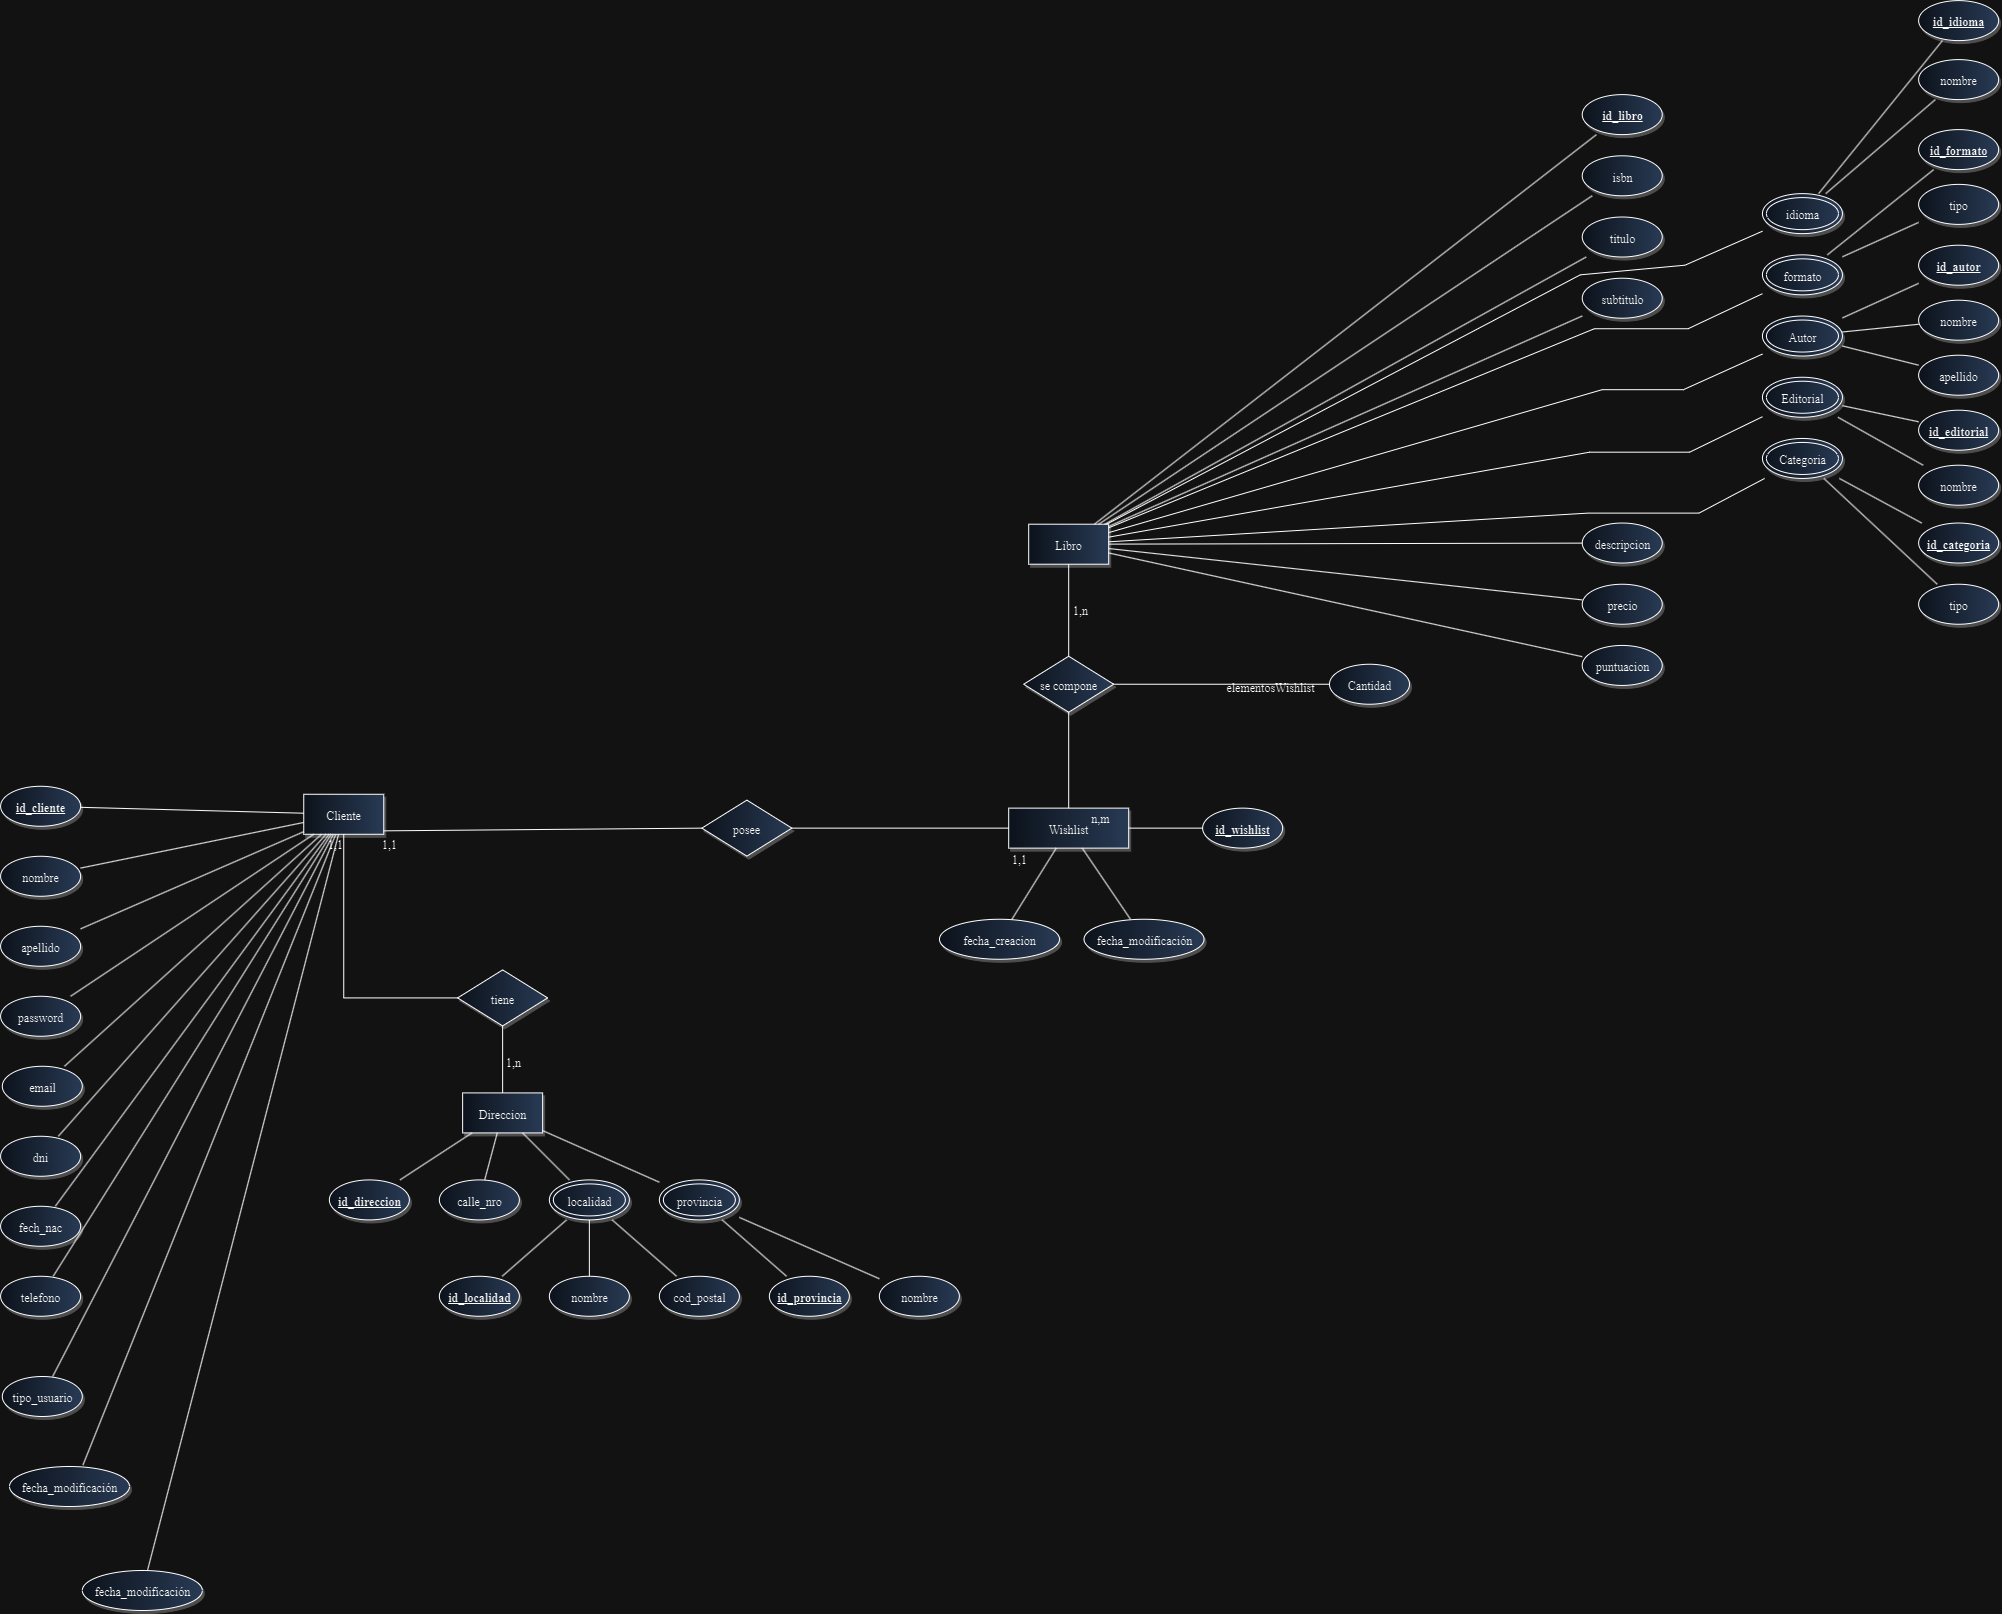 id_idioma
nombre
id_libro
id_formato
isbn
tipo
idioma
titulo
id_autor
formato
subtitulo
nombre
Autor
apellido
Editorial
id_editorial
Categoria
nombre
Libro
descripcion
id_categoria
precio
tipo
1,n
puntuacion
se compone
elementosWishlist
Cantidad
id_cliente
Cliente
posee
n,m
Wishlist
id_wishlist
1,1
1,1
1,1
nombre
apellido
fecha_creacion
fecha_modificación
tiene
password
1,n
email
Direccion
dni
id_direccion
calle_nro
localidad
provincia
fech_nac
telefono
id_localidad
nombre
cod_postal
id_provincia
nombre
tipo_usuario
fecha_modificación
fecha_modificación